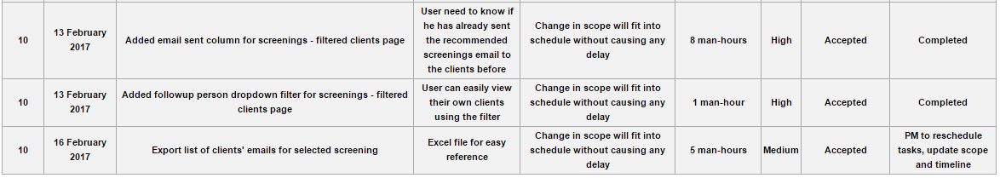 10
13 February
2017
Added email sent column for screenings - filtered clients page
User need to know if
he has already sent
the recommended
screenings email to
the clients before
Change in scope will fit into
schedule without causing any
delay
8 man-hours
High
Accepted
Completed
10
13 February
2017
Added followup person dropdown filter for screenings - filtered
clients page
User can easily view
their own clients
using the filter
Change in scope will fit into
schedule without causing any
delay
1 man-hour
High
Accepted
Completed
10
16 February
2017
Export list of clients' emails for selected screening
Excel file for easy
reference
Change in scope will fit into
schedule without causing any
delay
5 man-hours
Medium
Accepted
PM to reschedule
tasks, update scope
and timeline